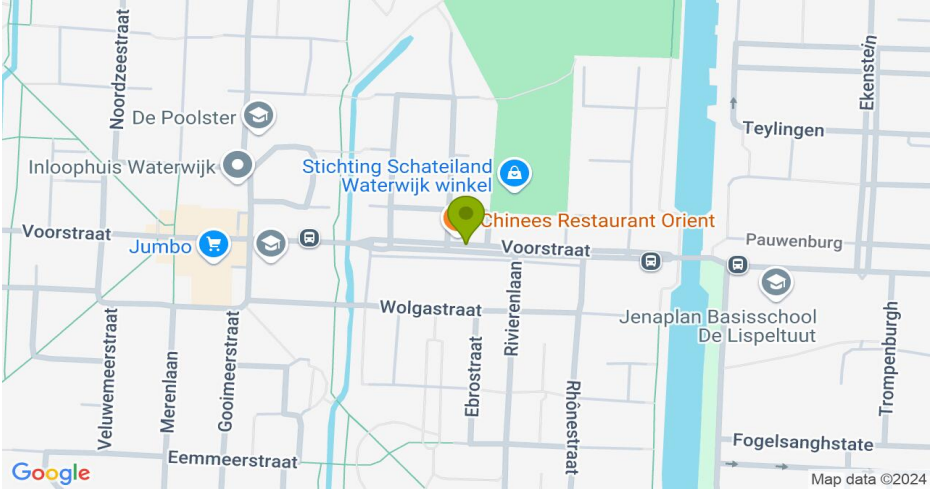 Noordzeestraat
Ekenstein
De Poolster
Teylingen
Inloophuis Waterwijk
Stichting Schateiland
Waterwijk winkel
Chinees Restaurant Orient
Voorstraat
Jumbo
Voorstraat
Pauwenburg
Wolgastraat
Rivierenlaan
Jenaplan Basisschool
De Lispeltuut
Veluwemeerstraat
Merenlaan
Gooimeerstraat
Ebrostraat
Rhônestraat
Trompenburgh
Eemmeerstraat
Fogelsanghstate
Google
Map data ©2024